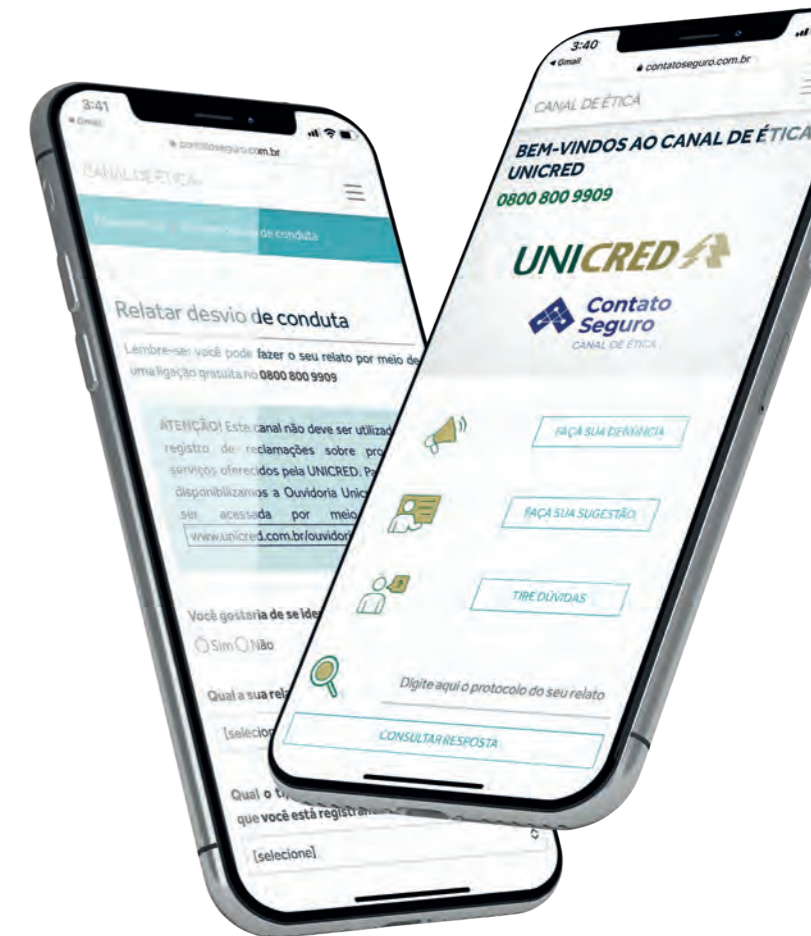 3:41
Gmail
contatoseguro.com.br
CANAL DE ÉTICA
de conduta
Relatar desvio de conduta
Lembre-se: você pode fazer o seu relato por meio de
uma ligação gratuita no 0800 800 9909
ATENÇÃO! Este canal não deve ser utilizad
registro de reclamações sobre pro
serviços oferecidos pela UNICRED. Pa
disponibilizamos a Ouvidoria Unic
ser acessada por meio
www.unicred.com.br/ouvidori
Você gostaria de se ide
Sim Não
Qual a sua rela
[selecion
Qual o
que você está registran
[selecione]
3:40
Gmail
contatoseguro.com.br
CANAL DE ÉTICA
BEM-VINDOS AO CANAL DE ÉTICA
UNICRED
0800 800 9909
UNICRED
Contato
Seguro
CANAL DE ÉTICA
FAÇA SUA DENÚNCIA
FAÇA SUA SUGESTÃO
TIRE DÚVIDAS
Digite aqui o protocolo do seu relato
CONSULTAR RESPOSTA